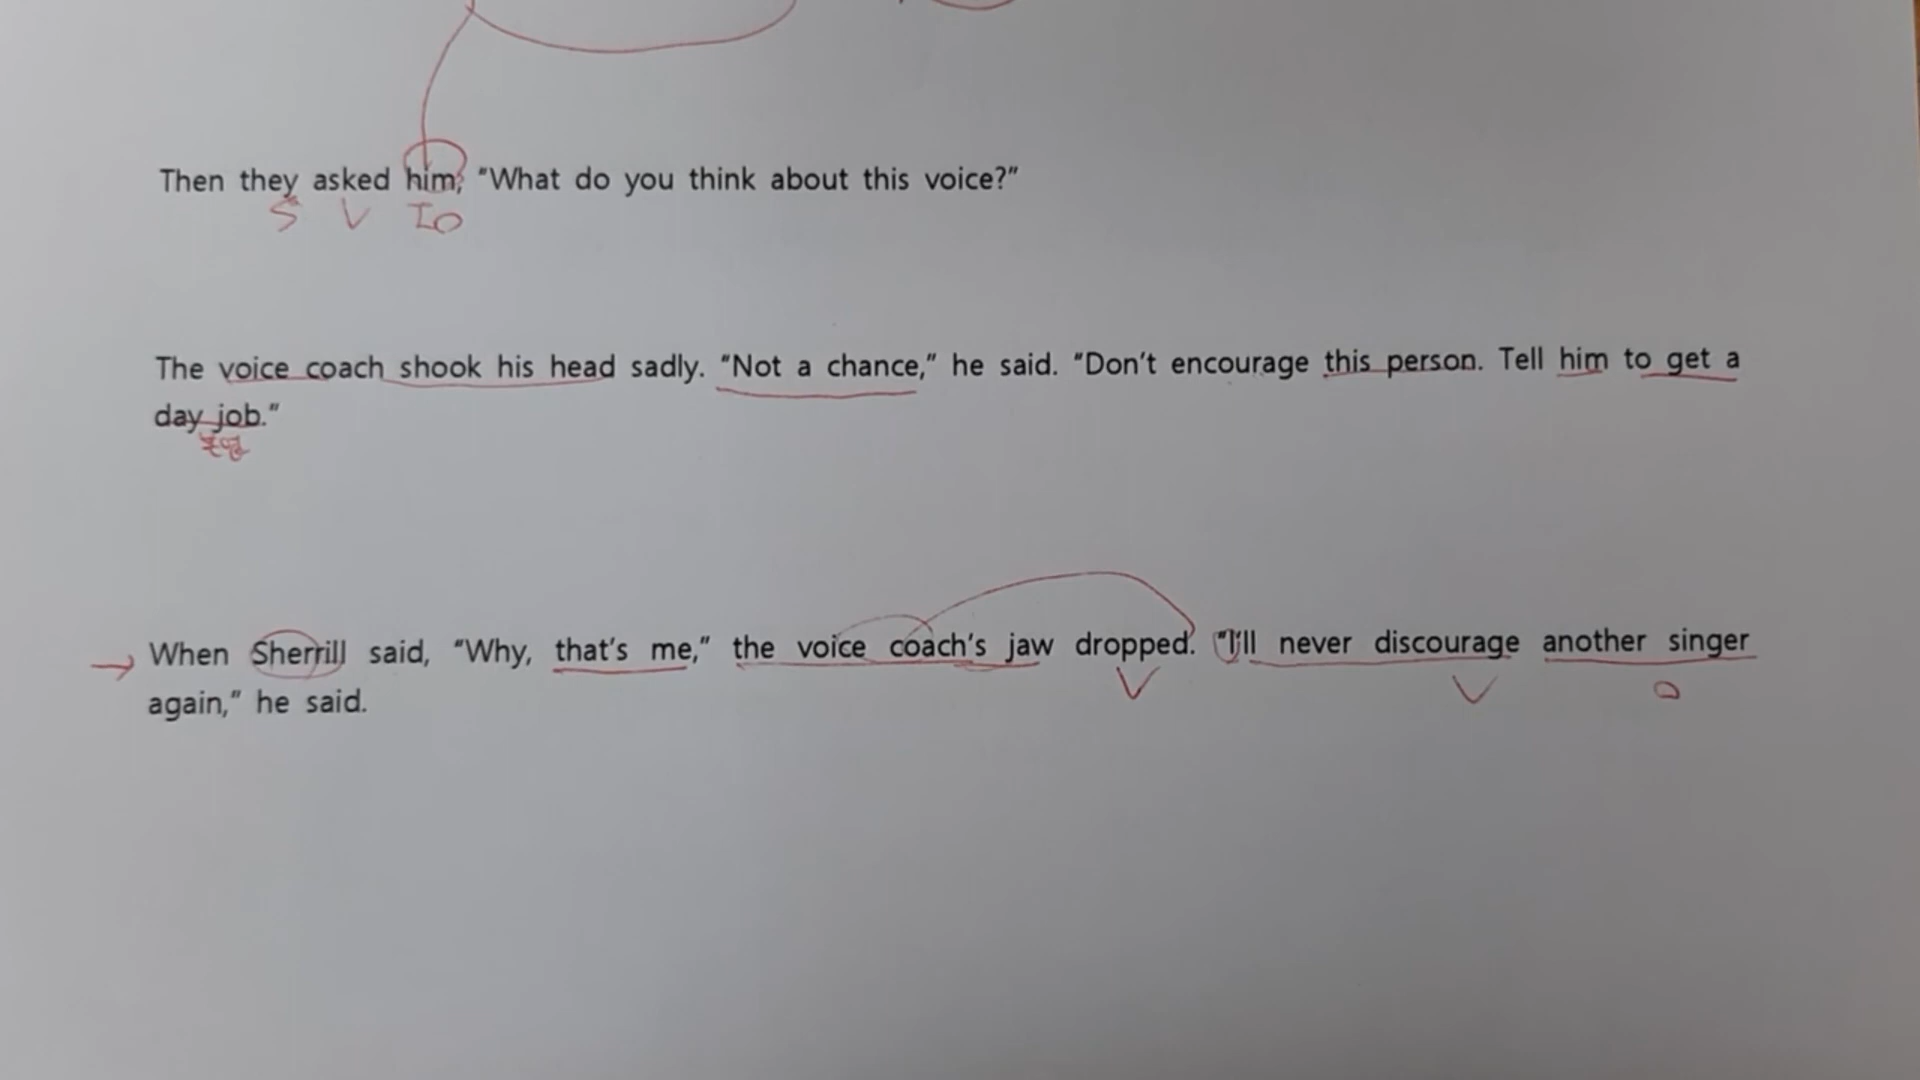 Then they asked him, "What do you think about this voice?"
S V IO
The voice coach shook his head sadly. "Not a chance," he said. "Don't encourage this person. Tell him to get a
day job."
본업
When Sherrill said, "Why, that's me," the voice coach's jaw dropped. "I'll never discourage another singer
V V O
again," he said.